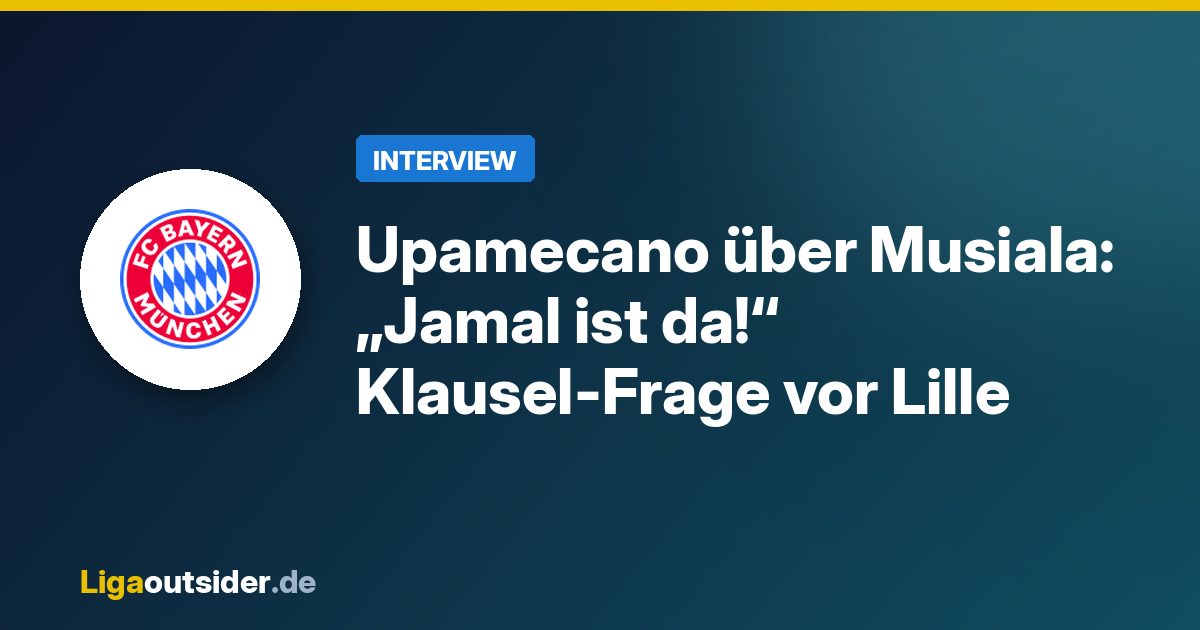 INTERVIEW
FC BAYERN
MÜNCHEN
Upamecano über Musiala:
„Jamal ist da!“
Klausel-Frage vor Lille
Ligaoutsider.de